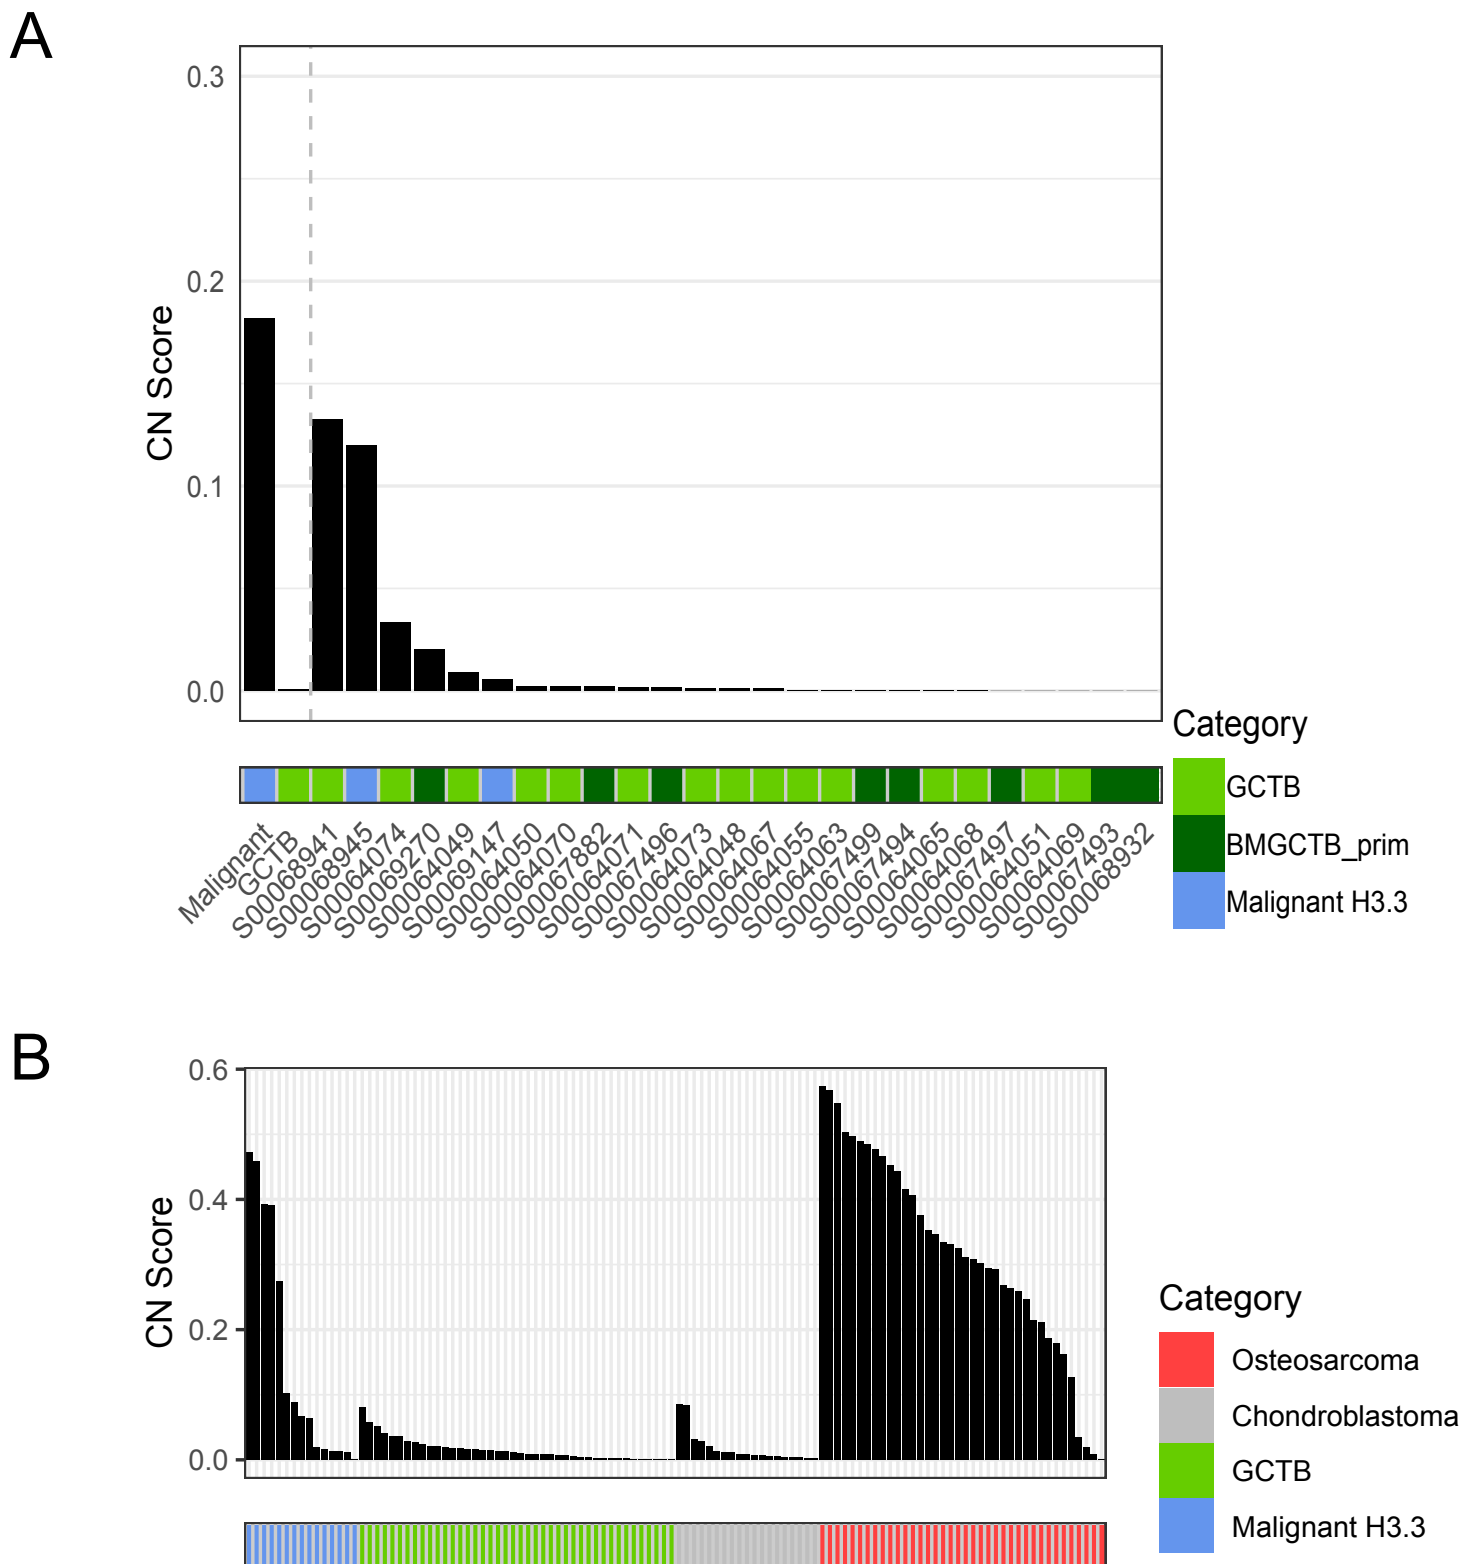 A
0.3
0.2
0.1
0.0
CN Score
Malignant
GCTB
S00068941
S00068945
S00064074
S00069270
S00064049
S00069147
S00064050
S00064070
S00067882
S00064071
S00067496
S00064073
S00064048
S00064067
S00064055
S00064063
S00067499
S00067494
S00064065
S00064068
S00067497
S00064051
S00064069
S00067493
S00068932
Category
GCTB
BMGCTB_prim
Malignant H3.3
B
0.6
0.4
0.2
0.0
CN Score
Category
Osteosarcoma
Chondroblastoma
GCTB
Malignant H3.3